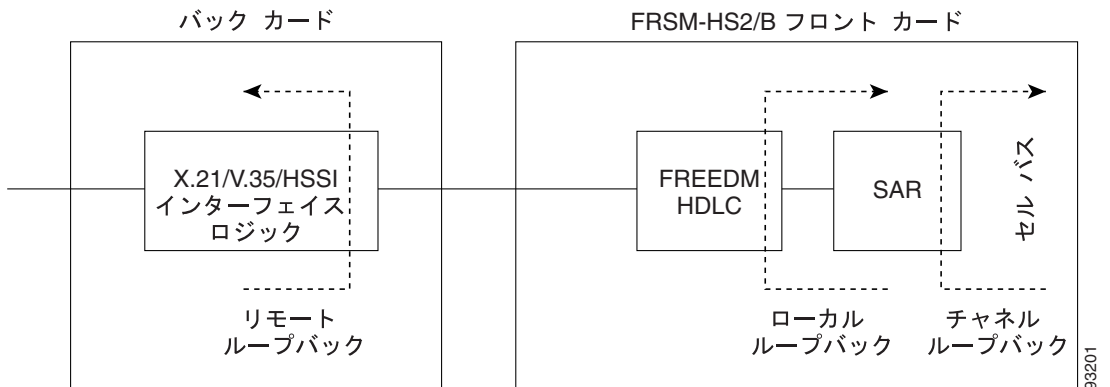 バック カード
FRSM-HS2/B フロント カード
X.21/V.35/HSSI
インターフェイス
ロジック
FREEDM
HDLC
SAR
セル バス
リモート
ループバック
ローカル
ループバック
チャネル
ループバック
93201